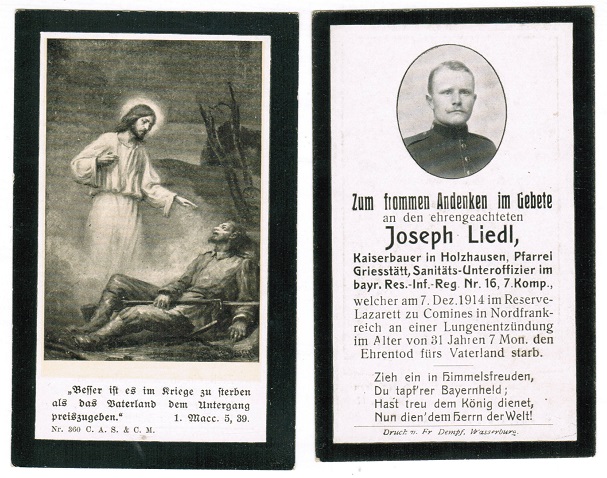 „Besser ist es im Kriege zu sterben
als das Vaterland dem Untergang
preiszugeben.“ 1. Macc. 5, 39.
Nr. 360 C. A. S. & C. M.
Zum frommen Andenken im Gebete
an den ehrengeachteten
Joseph Liedl,
Kaiserbauer in Holzhausen, Pfarrei
Griesstätt, Sanitäts-Unteroffizier im
bayr. Res.-Inf.-Reg. Nr. 16, 7. Komp.,
welcher am 7. Dez. 1914 im Reserve-
Lazarett zu Comines in Nordfrank-
reich an einer Lungenentzündung
im Alter von 31 Jahren 7 Mon. den
Ehrentod fürs Vaterland starb.
Zieh ein in Himmelsfreuden,
Du tapf'rer Bayernheld;
Hast treu dem König dienet,
Nun dien' dem Herrn der Welt!
Druck v. Fr Dempf, Wasserburg.